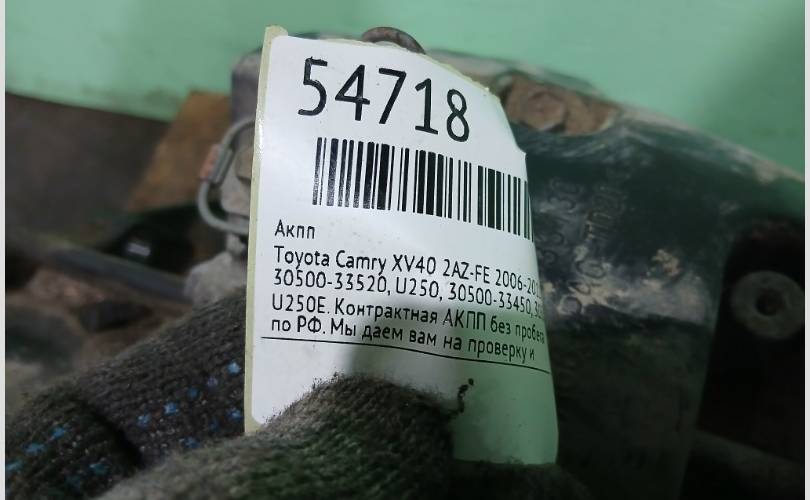 54718
Акпп
Toyota Camry XV40 2AZ-FE 2006-201
30500-33520, U250, 30500-33450,
U250E. Контрактная АКПП без пробега
по РФ. Мы даем вам на проверку и